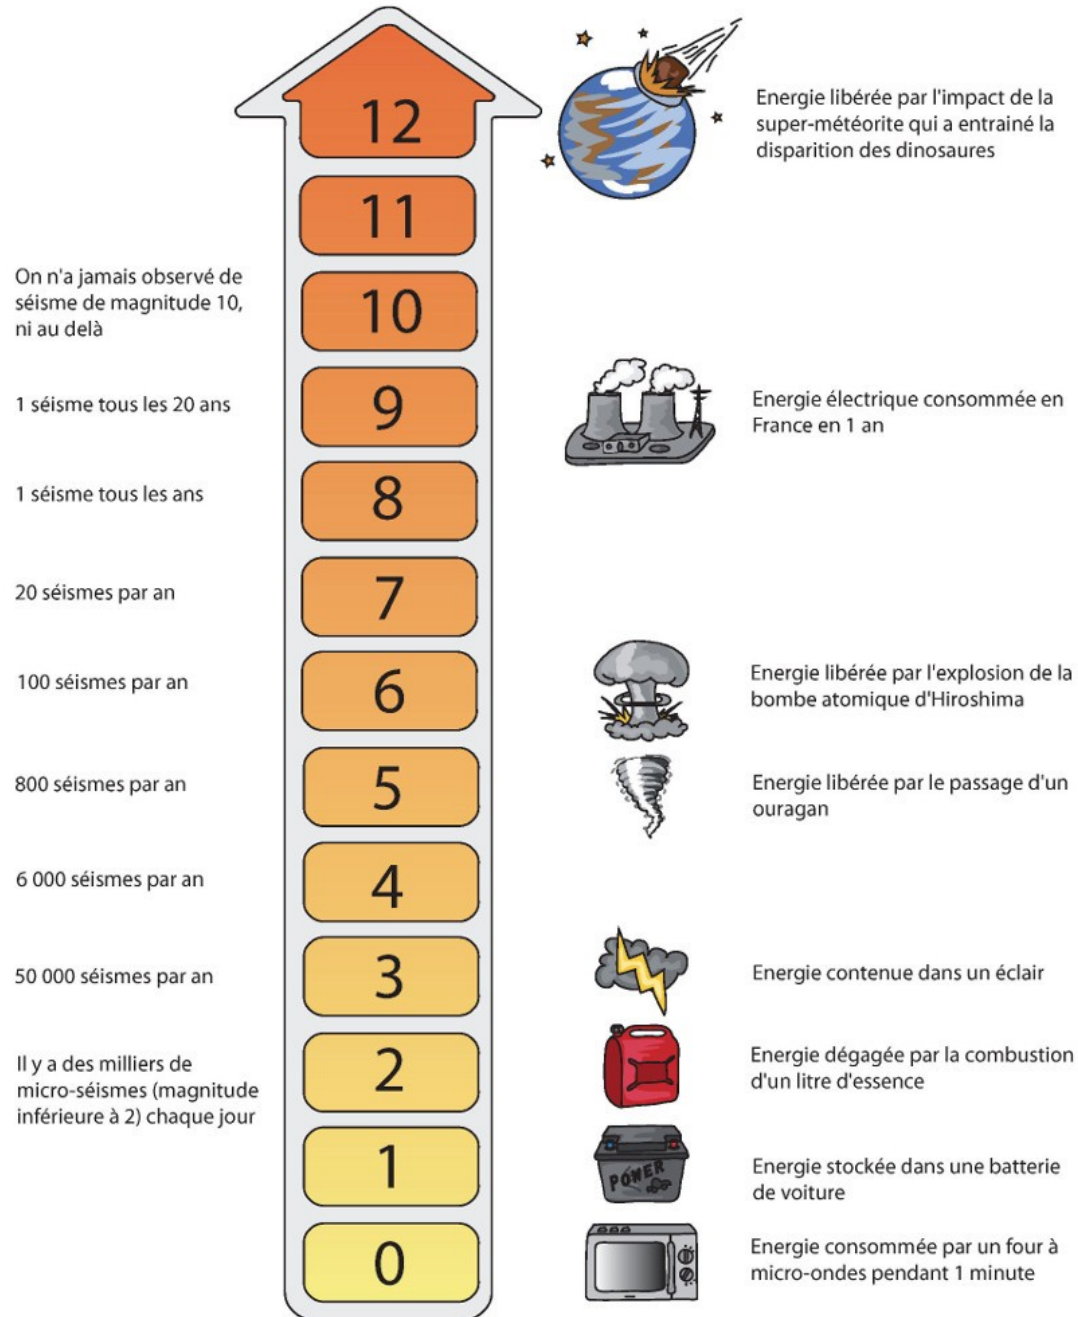 12
Energie libérée par l'impact de la
super-météorite qui a entrainé la
disparition des dinosaures
11
On n'a jamais observé de
séisme de magnitude 10,
ni au delà
10
1 séisme tous les 20 ans
9
Energie électrique consommée en
France en 1 an
1 séisme tous les ans
8
20 séismes par an
7
100 séismes par an
6
Energie libérée par l'explosion de la
bombe atomique d'Hiroshima
800 séismes par an
5
Energie libérée par le passage d'un
ouragan
6 000 séismes par an
4
50 000 séismes par an
3
Energie contenue dans un éclair
Il y a des milliers de
micro-séismes (magnitude
inférieure à 2) chaque jour
2
Energie dégagée par la combustion
d'un litre d'essence
1
POWER
Energie stockée dans une batterie
de voiture
0
Energie consommée par un four à
micro-ondes pendant 1 minute